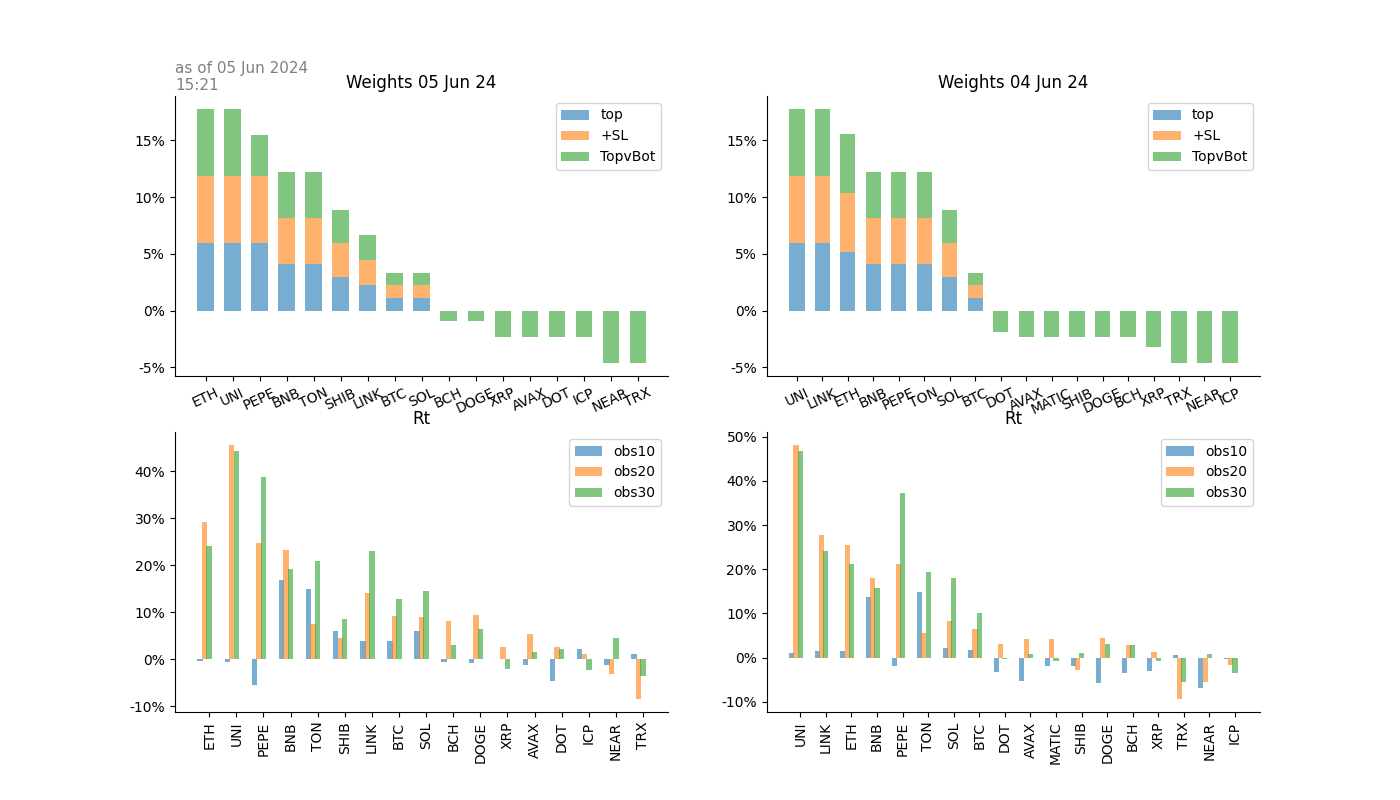 as of 05 Jun 2024
15:21
Weights 05 Jun 24
top
+SL
TopvBot
15%
10%
5%
0%
-5%
ETH UNI PEPE BNB TON SHIB LINK BTC SOL BCH DOGE XRP AVAX DOT ICP NEAR TRX
Weights 04 Jun 24
top
+SL
TopvBot
15%
10%
5%
0%
-5%
UNI LINK ETH BNB PEPE TON SOL BTC DOT AVAX MATIC SHIB DOGE BCH XRP TRX NEAR ICP
Rt
obs10
obs20
obs30
40%
30%
20%
10%
0%
-10%
ETH UNI PEPE BNB TON SHIB LINK BTC SOL BCH DOGE XRP AVAX DOT ICP NEAR TRX
Rt
obs10
obs20
obs30
50%
40%
30%
20%
10%
0%
-10%
UNI LINK ETH BNB PEPE TON SOL BTC DOT AVAX MATIC SHIB DOGE BCH XRP TRX NEAR ICP